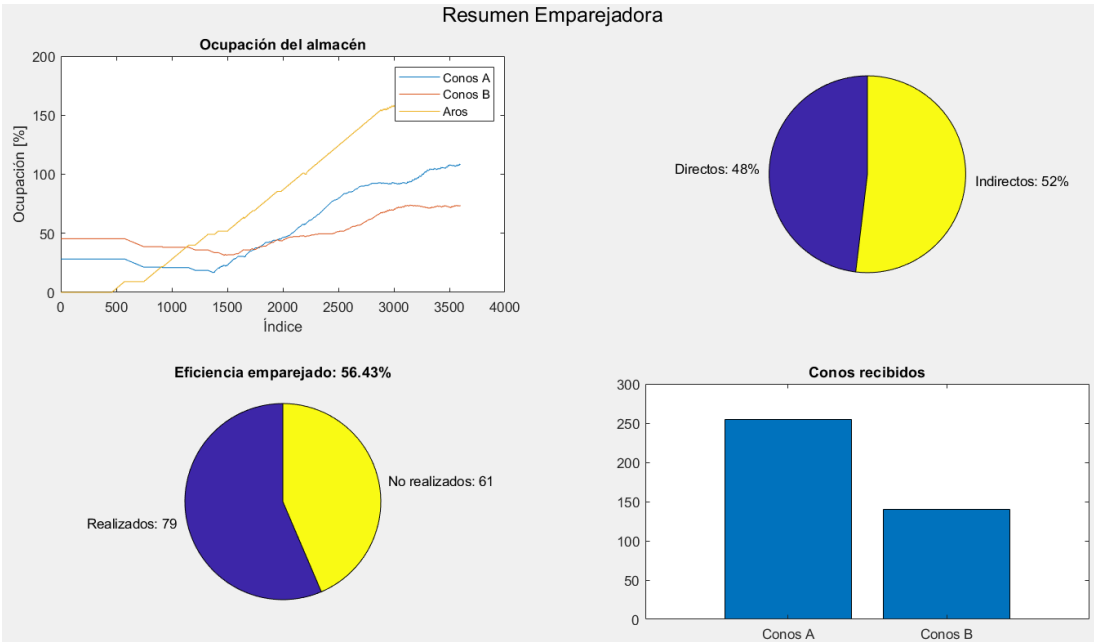 Resumen Emparejadora
Ocupación del almacén
200
150
100
50
0
Ocupación [%]
0 500 1000 1500 2000 2500 3000 3500 4000
Índice
Conos A
Conos B
Aros
Directos: 48%
Indirectos: 52%
Eficiencia emparejado: 56.43%
Realizados: 79
No realizados: 61
Conos recibidos
300
250
200
150
100
50
0
Conos A Conos B